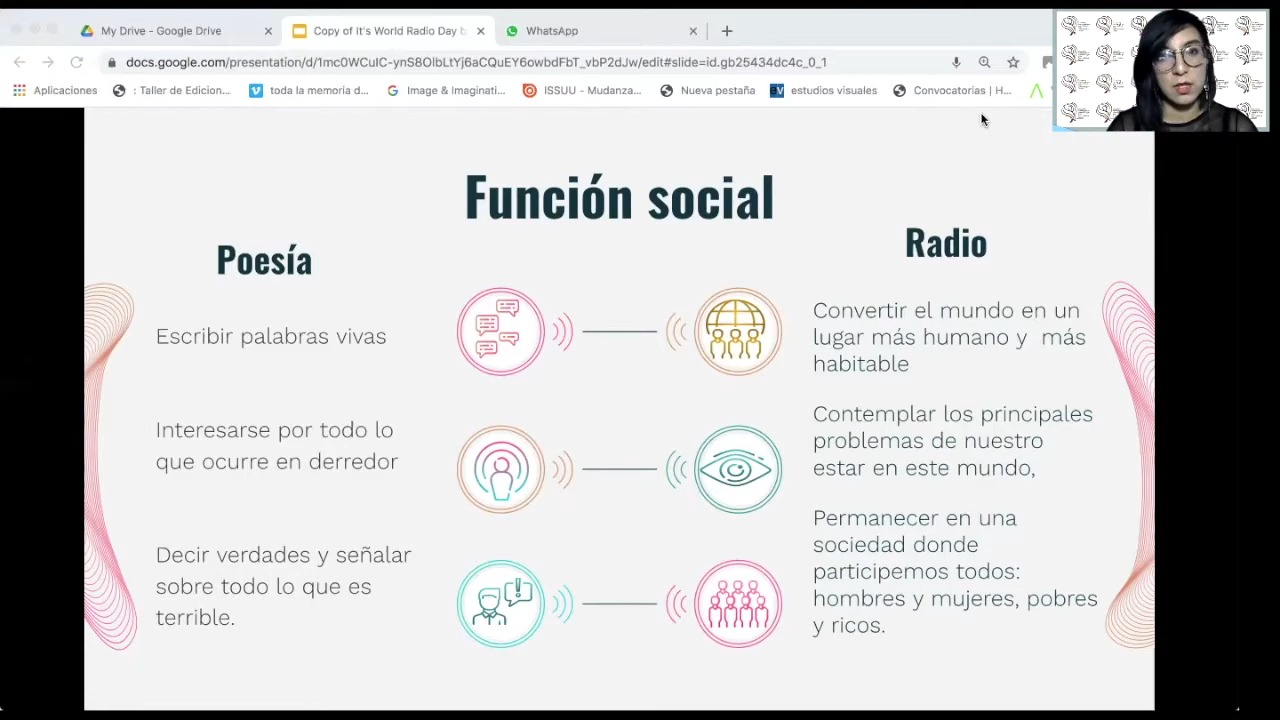 My Drive - Google Drive
Copy of It's World Radio Day b
WhatsApp
docs.google.com/presentation/d/1mc0WCuIC-ynS8OlbLtYj6aCQuEY6owbdFbT_vbP2dJw/edit#slide=id.gb25434dc4c_0_1
Aplicaciones
: Taller de Edicion...
toda la memoria d...
Image & Imaginati...
ISSUU - Mudanza...
Nueva pestaña
estudios visuales
Convocatorias | H...
Función social
Poesía
Escribir palabras vivas
Interesarse por todo lo
que ocurre en derredor
Decir verdades y señalar
sobre todo lo que es
terrible.
Radio
Convertir el mundo en un
lugar más humano y más
habitable
Contemplar los principales
problemas de nuestro
estar en este mundo,
Permanecer en una
sociedad donde
participemos todos:
hombres y mujeres, pobres
y ricos.